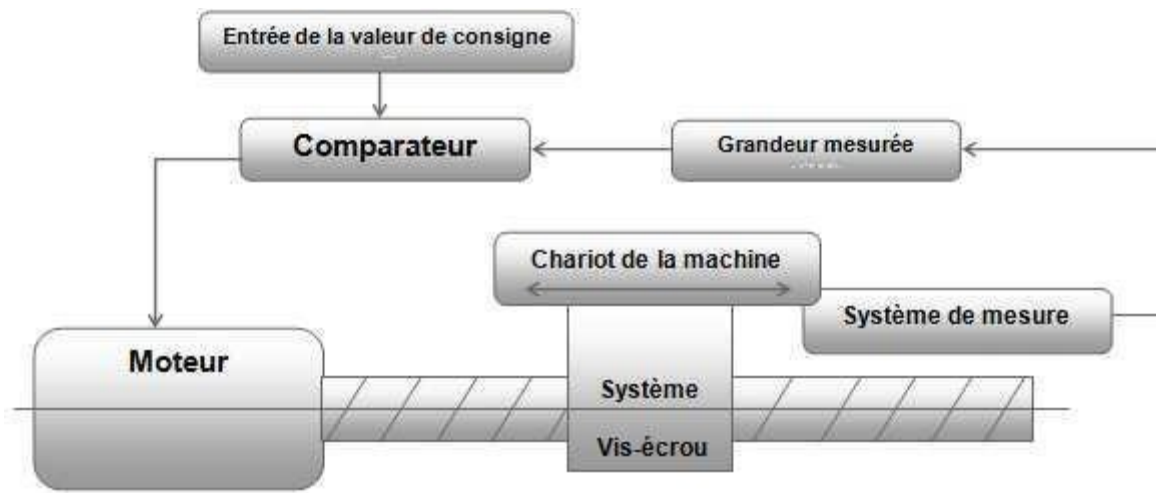 Entrée de la valeur de consigne
Comparateur
Grandeur mesurée
Chariot de la machine
Système de mesure
Moteur
Système
Vis-écrou